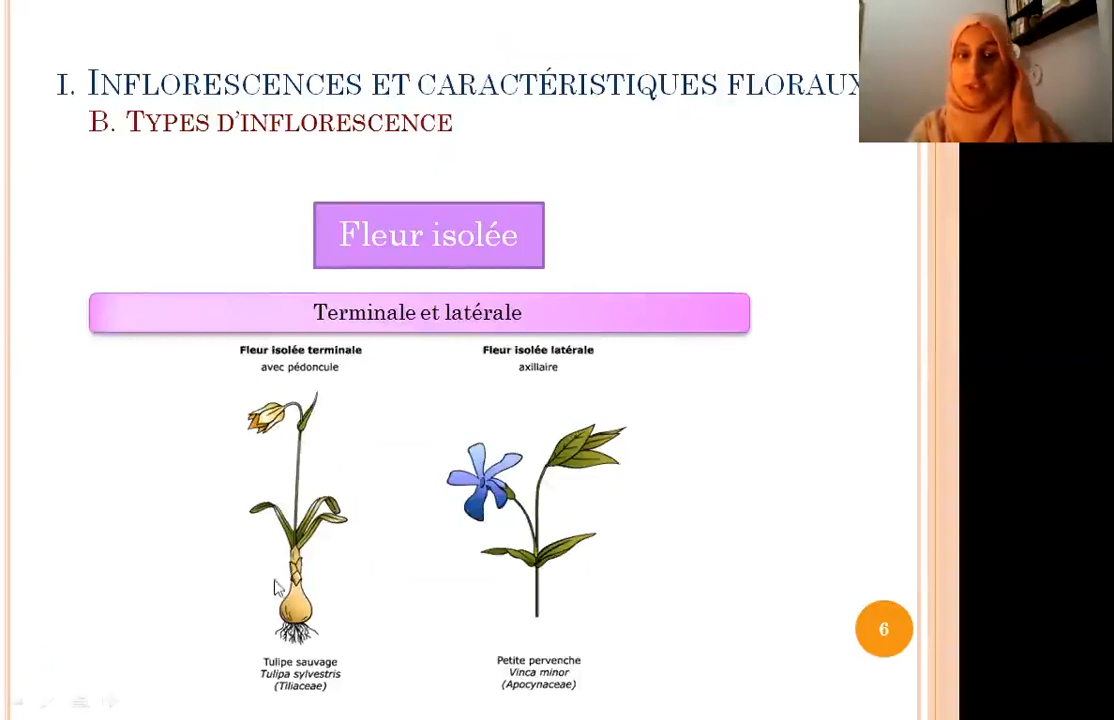 I. INFLORESCENCES ET CARACTÉRISTIQUES FLORAUX
B. TYPES D'INFLORESCENCE
Fleur isolée
Terminale et latérale
Fleur isolée terminale
avec pédoncule
Fleur isolée latérale
axillaire
Tulipe sauvage
Tulipa sylvestris
(Tiliaceae)
Petite pervenche
Vinca minor
(Apocynaceae)
6